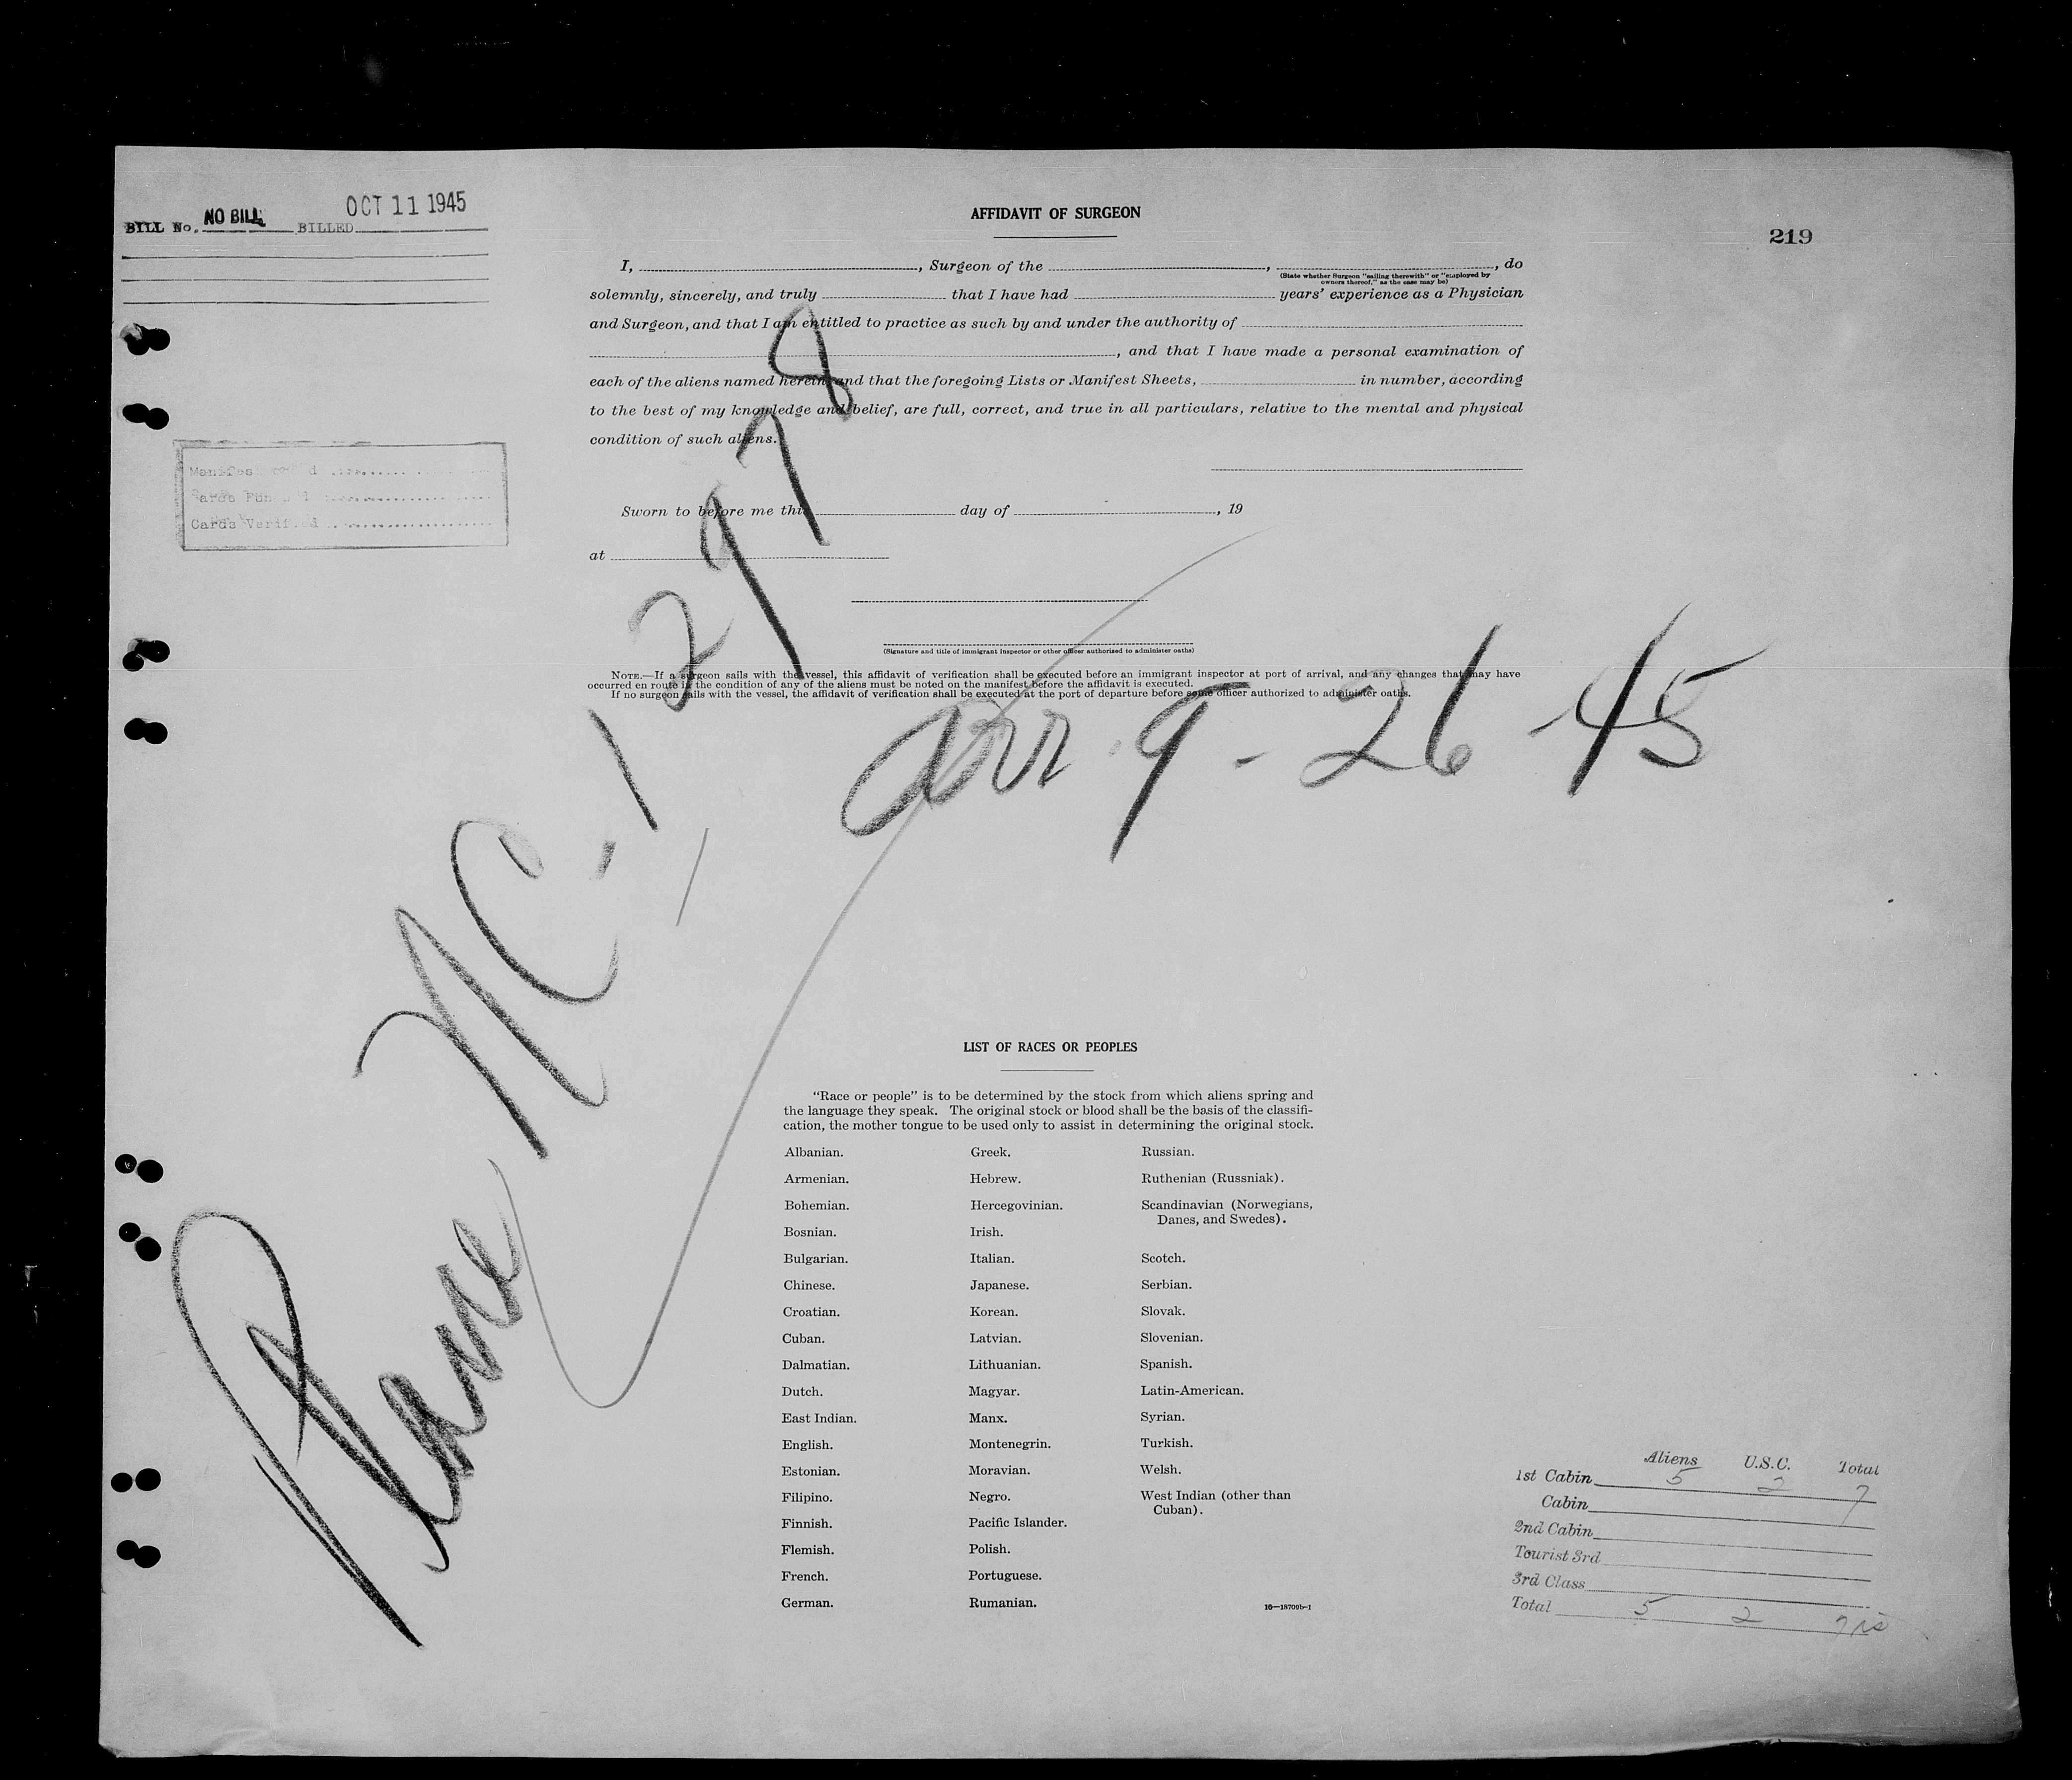 BILL No. NO BILL BILLED OCT 11 1945
AFFIDAVIT OF SURGEON
219
I, , Surgeon of the , , do
(State whether Surgeon "sailing therewith" or "employed by
owners thereof," as the case may be)
solemnly, sincerely, and truly that I have had years' experience as a Physician
and Surgeon, and that I am entitled to practice as such by and under the authority of
, and that I have made a personal examination of
each of the aliens named herein, and that the foregoing Lists or Manifest Sheets, in number, according
to the best of my knowledge and belief, are full, correct, and true in all particulars, relative to the mental and physical
condition of such aliens.
Manifest
Cards
Cards Verified
Sworn to before me this day of , 19
at
(Signature and title of immigrant inspector or other officer authorized to administer oaths)
NOTE.—If a surgeon sails with the vessel, this affidavit of verification shall be executed before an immigrant inspector at port of arrival, and any changes that may have
occurred en route in the condition of any of the aliens must be noted on the manifest before the affidavit is executed.
If no surgeon sails with the vessel, the affidavit of verification shall be executed at the port of departure before some officer authorized to administer oaths.
Plane NC-12978
arr 9-26-45
LIST OF RACES OR PEOPLES
"Race or people" is to be determined by the stock from which aliens spring and
the language they speak. The original stock or blood shall be the basis of the classifi-
cation, the mother tongue to be used only to assist in determining the original stock.
Albanian.
Armenian.
Bohemian.
Bosnian.
Bulgarian.
Chinese.
Croatian.
Cuban.
Dalmatian.
Dutch.
East Indian.
English.
Estonian.
Filipino.
Finnish.
Flemish.
French.
German.
Greek.
Hebrew.
Hercegovinian.
Irish.
Italian.
Japanese.
Korean.
Latvian.
Lithuanian.
Magyar.
Manx.
Montenegrin.
Moravian.
Negro.
Pacific Islander.
Polish.
Portuguese.
Rumanian.
Russian.
Ruthenian (Russniak).
Scandinavian (Norwegians,
Danes, and Swedes).
Scotch.
Serbian.
Slovak.
Slovenian.
Spanish.
Latin-American.
Syrian.
Turkish.
Welsh.
West Indian (other than
Cuban).
16—18709b-1
Aliens U.S.C. Total
1st Cabin 5 2 7
Cabin
2nd Cabin
Tourist 3rd
3rd Class
Total 5 2 7